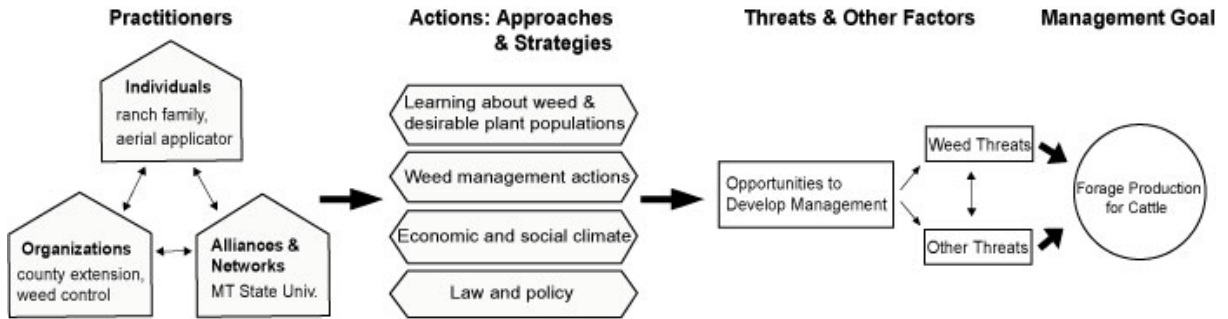 Practitioners
Actions: Approaches
& Strategies
Threats & Other Factors
Management Goal
Individuals
ranch family,
aerial applicator
Organizations
county extension,
weed control
Alliances &
Networks
MT State Univ.
Learning about weed &
desirable plant populations
Weed management actions
Economic and social climate
Law and policy
Opportunities to
Develop Management
Weed Threats
Other Threats
Forage Production
for Cattle